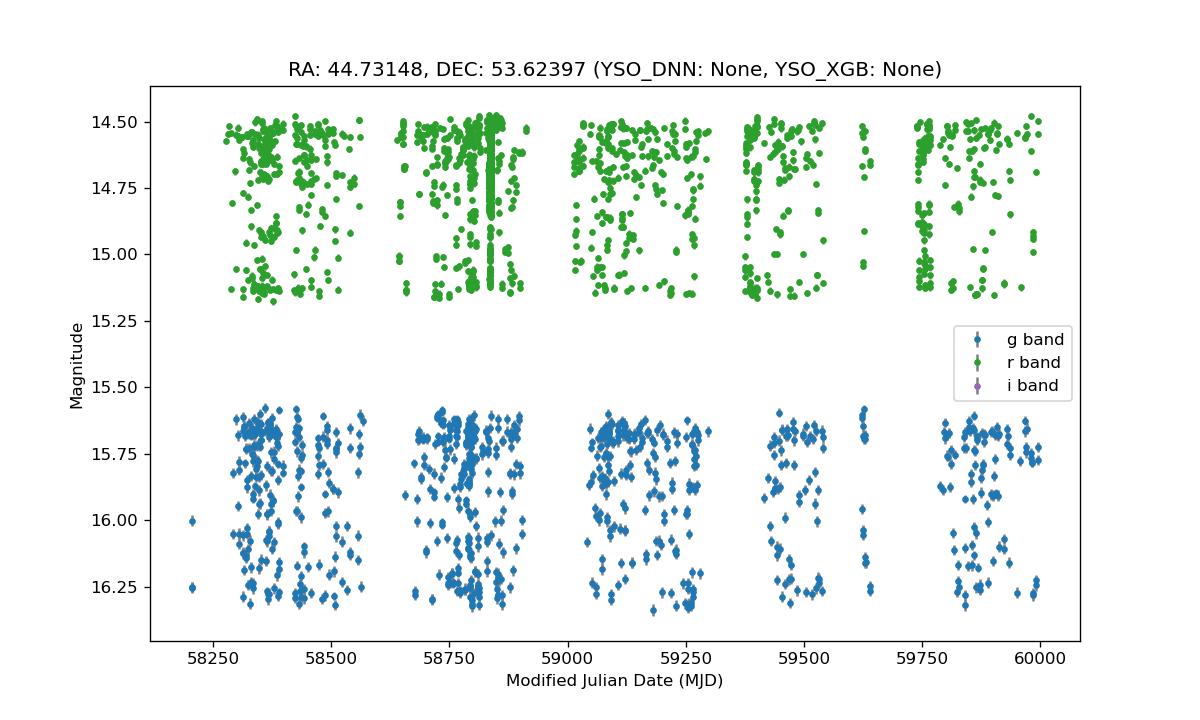 RA: 44.73148, DEC: 53.62397 (YSO_DNN: None, YSO_XGB: None)
14.50
14.75
15.00
15.25
15.50
15.75
16.00
16.25
Magnitude
g band
r band
i band
58250 58500 58750 59000 59250 59500 59750 60000
Modified Julian Date (MJD)